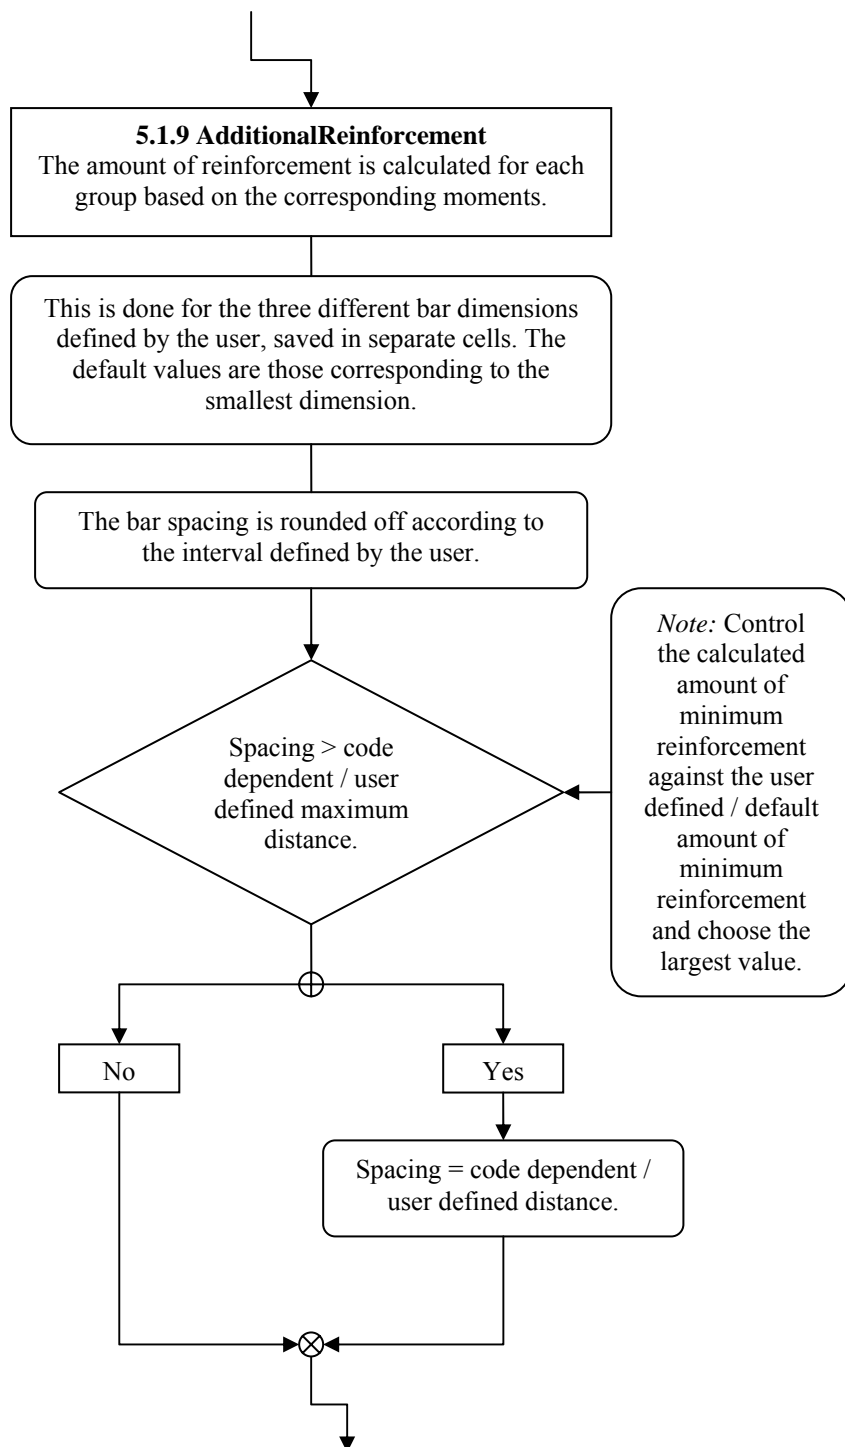 5.1.9 AdditionalReinforcement
The amount of reinforcement is calculated for each
group based on the corresponding moments.
This is done for the three different bar dimensions
defined by the user, saved in separate cells. The
default values are those corresponding to the
smallest dimension.
The bar spacing is rounded off according to
the interval defined by the user.
Note: Control
the calculated
amount of
minimum
reinforcement
against the user
defined / default
amount of
minimum
reinforcement
and choose the
largest value.
Spacing > code
dependent / user
defined maximum
distance.
No
Yes
Spacing = code dependent /
user defined distance.